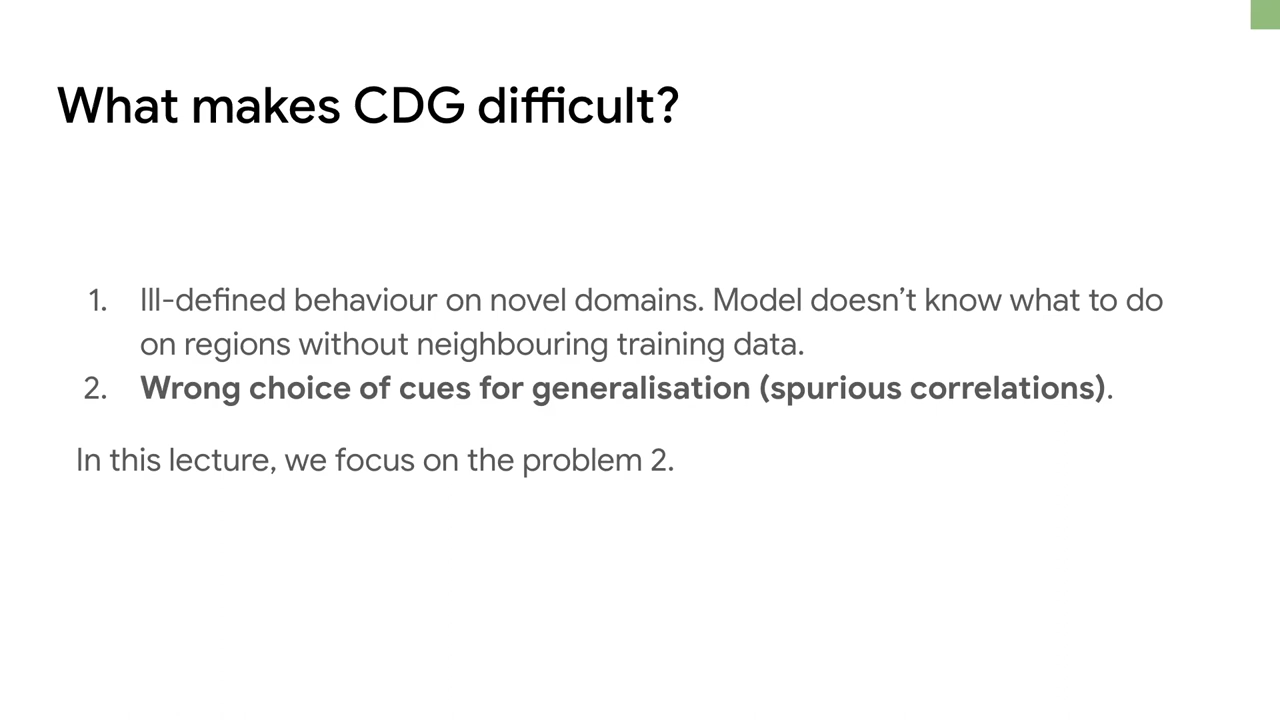 What makes CDG difficult?
1. Ill-defined behaviour on novel domains. Model doesn’t know what to do
on regions without neighbouring training data.
2. Wrong choice of cues for generalisation (spurious correlations).
In this lecture, we focus on the problem 2.